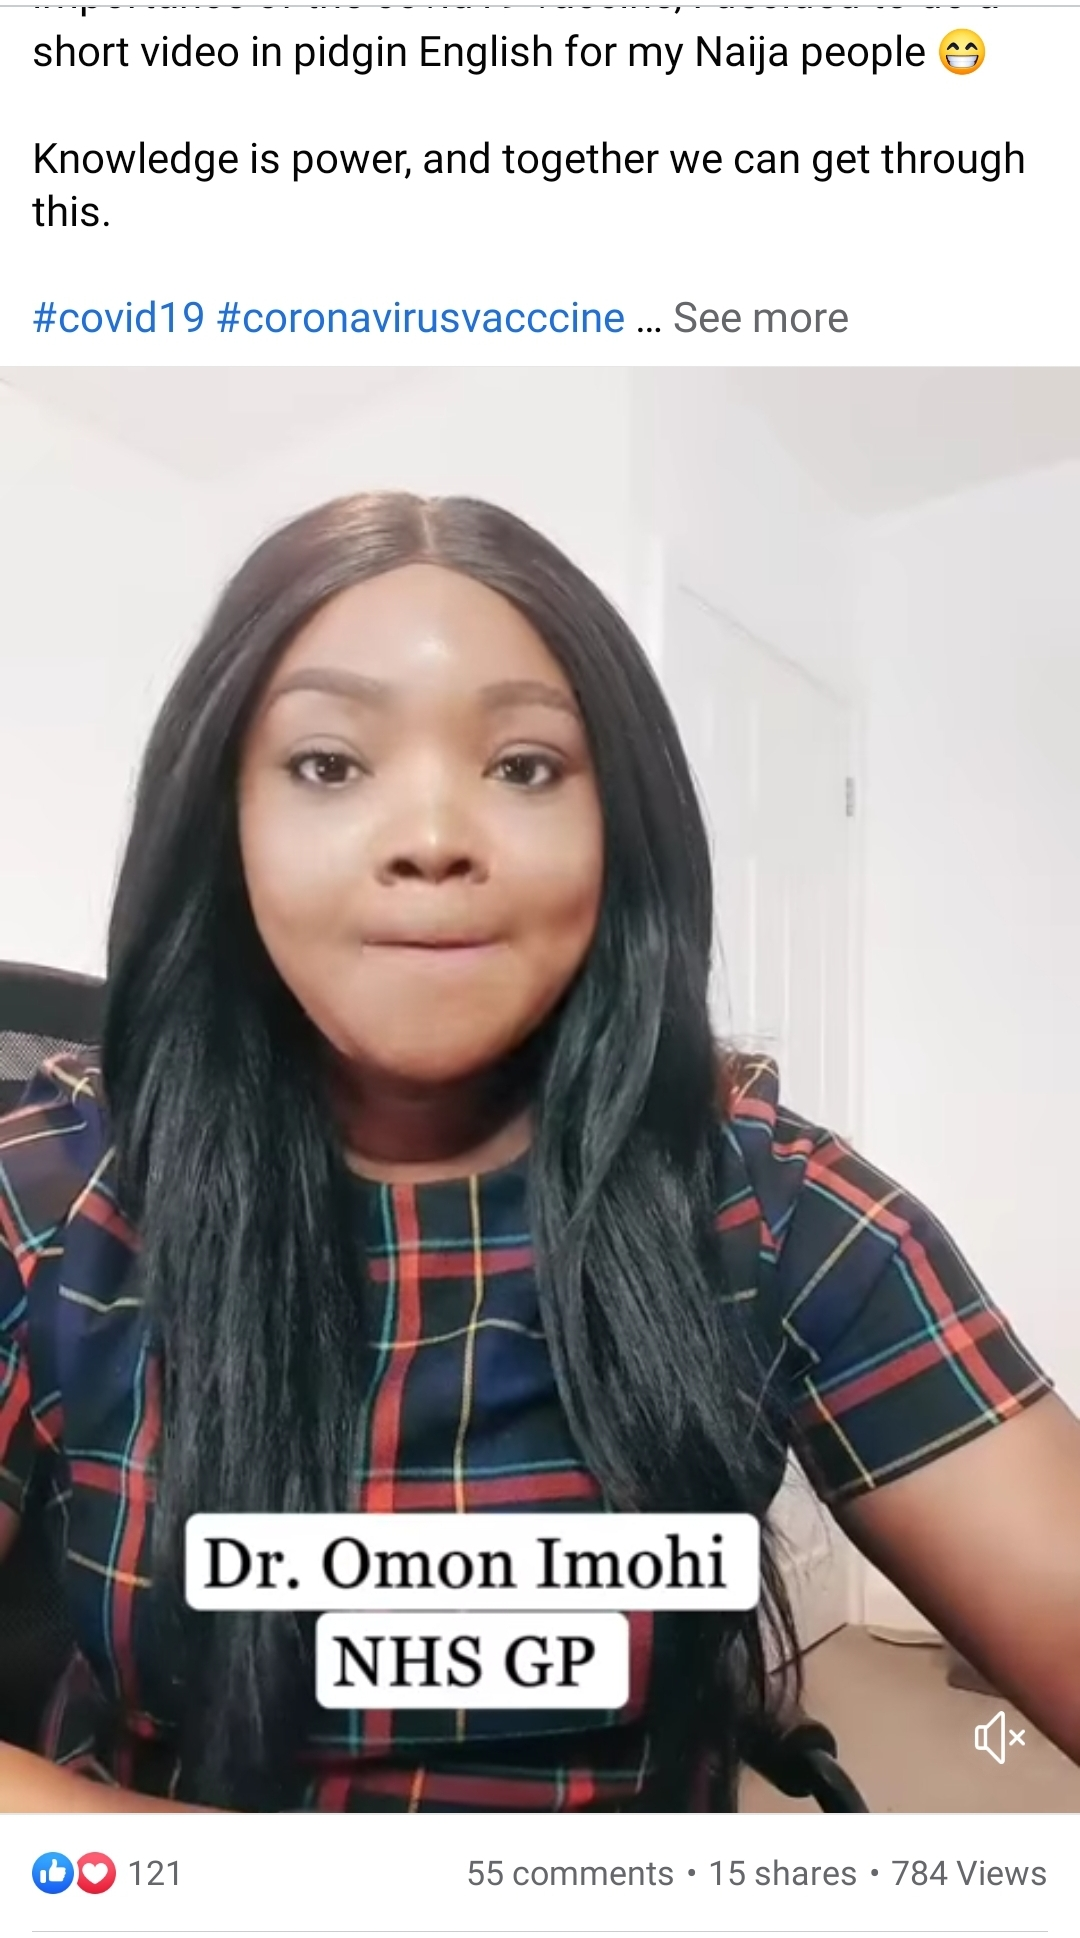 short video in pidgin English for my Naija people 😁
Knowledge is power, and together we can get through
this.
#covid19 #coronavirusvacccine ... See more
Dr. Omon Imohi
NHS GP
121
55 comments • 15 shares • 784 Views